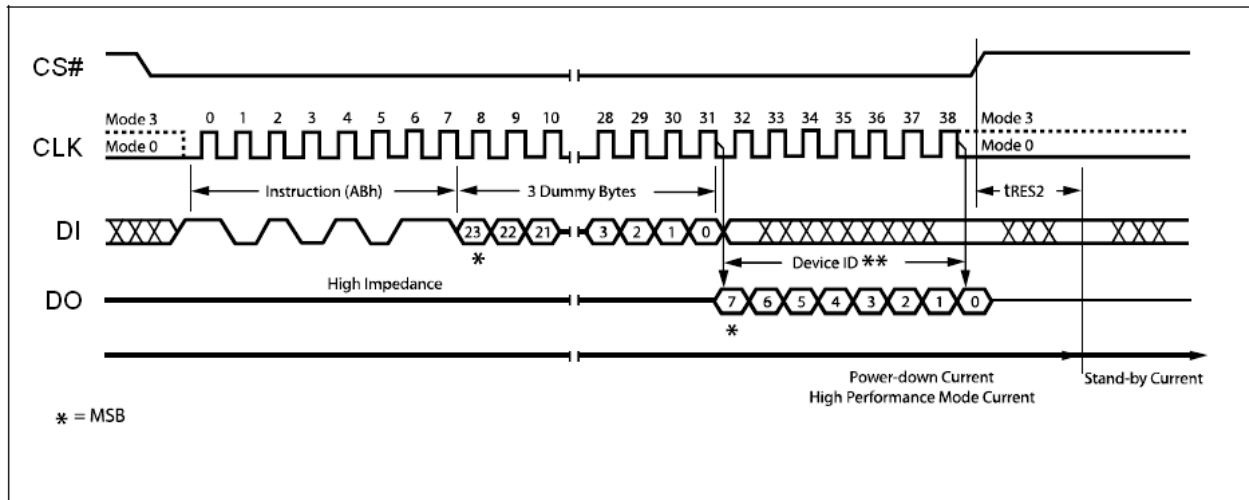 CS#
Mode 3 0 1 2 3 4 5 6 7 8 9 10 28 29 30 31 32 33 34 35 36 37 38 Mode 3
CLK Mode 0 Mode 0
Instruction (ABh) 3 Dummy Bytes tRES2
DI 23 22 21 3 2 1 0
* Device ID **
High Impedance
DO 7 6 5 4 3 2 1 0
*
Power-down Current Stand-by Current
High Performance Mode Current
* = MSB